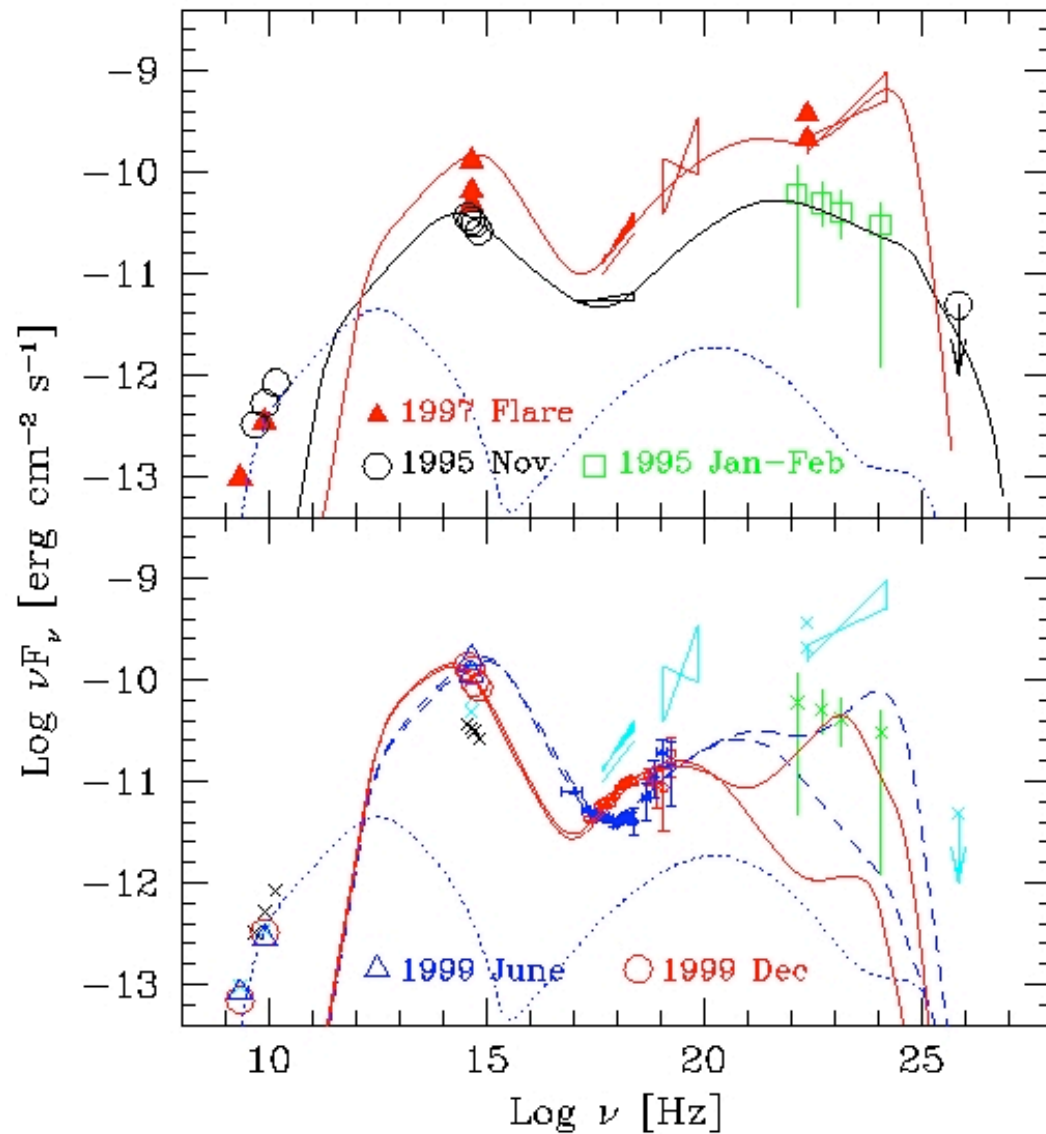 -9
-10
-11
-12
-13
1997 Flare
1995 Nov
1995 Jan-Feb
-9
-10
-11
-12
-13
1999 June
1999 Dec
10 15 20 25
Log ν [Hz]
Log νFν [erg cm⁻² s⁻¹]